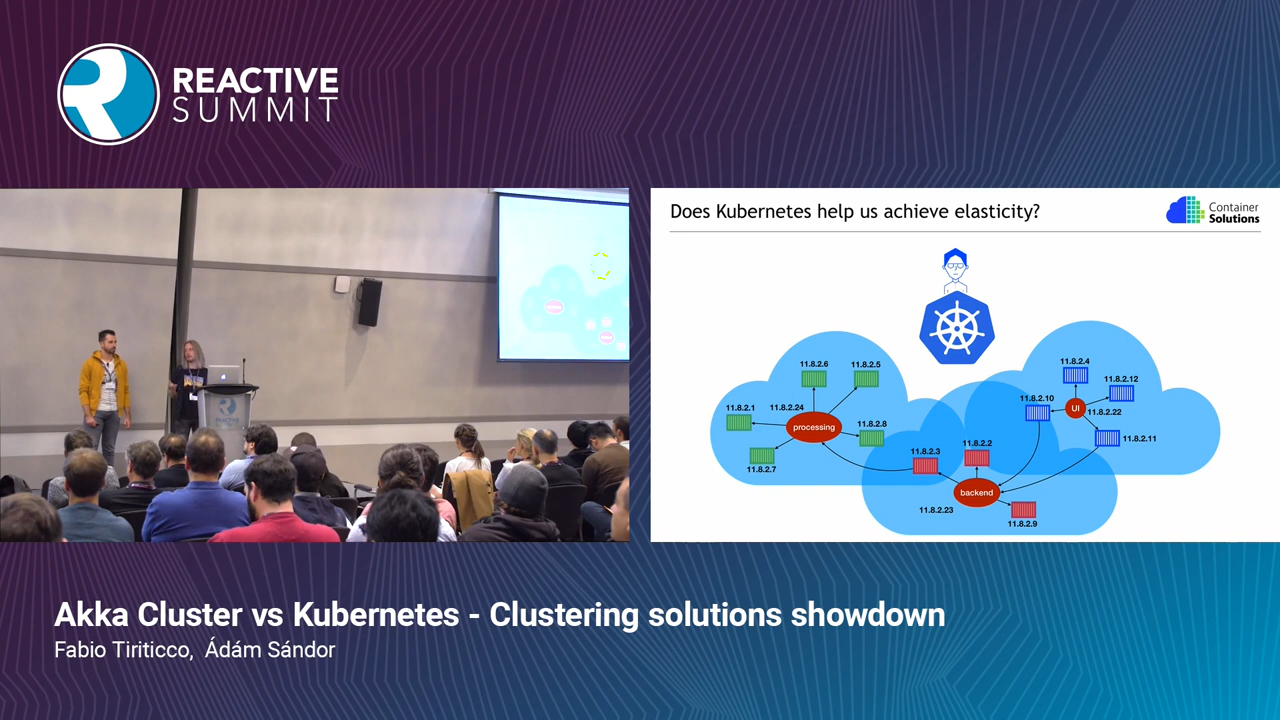 REACTIVE
SUMMIT
Does Kubernetes help us achieve elasticity?
Container
Solutions
11.8.2.6
11.8.2.5
11.8.2.1
11.8.2.24
processing
11.8.2.8
11.8.2.7
11.8.2.4
11.8.2.12
11.8.2.10
UI
11.8.2.22
11.8.2.11
11.8.2.3
11.8.2.2
backend
11.8.2.23
11.8.2.9
Akka Cluster vs Kubernetes - Clustering solutions showdown
Fabio Tiriticco, Ádám Sándor